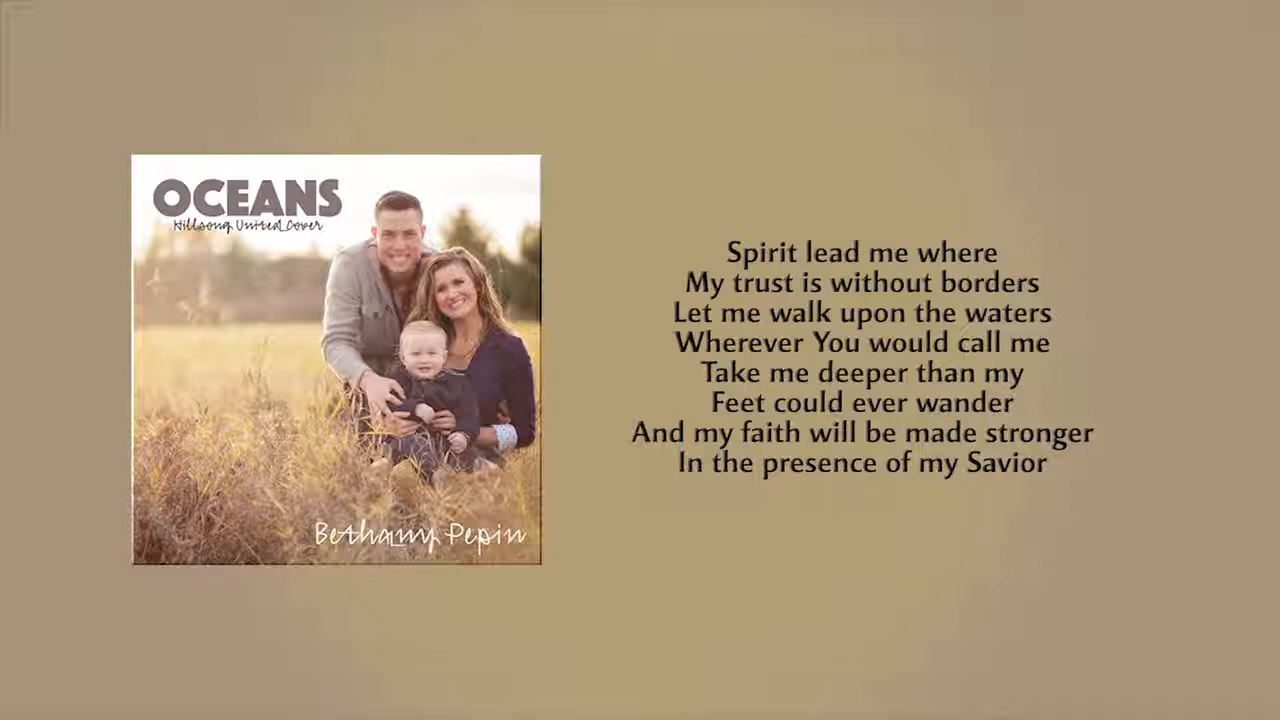 OCEANS
Hillsong United Cover
Bethany Pepin
Spirit lead me where
My trust is without borders
Let me walk upon the waters
Wherever You would call me
Take me deeper than my
Feet could ever wander
And my faith will be made stronger
In the presence of my Savior